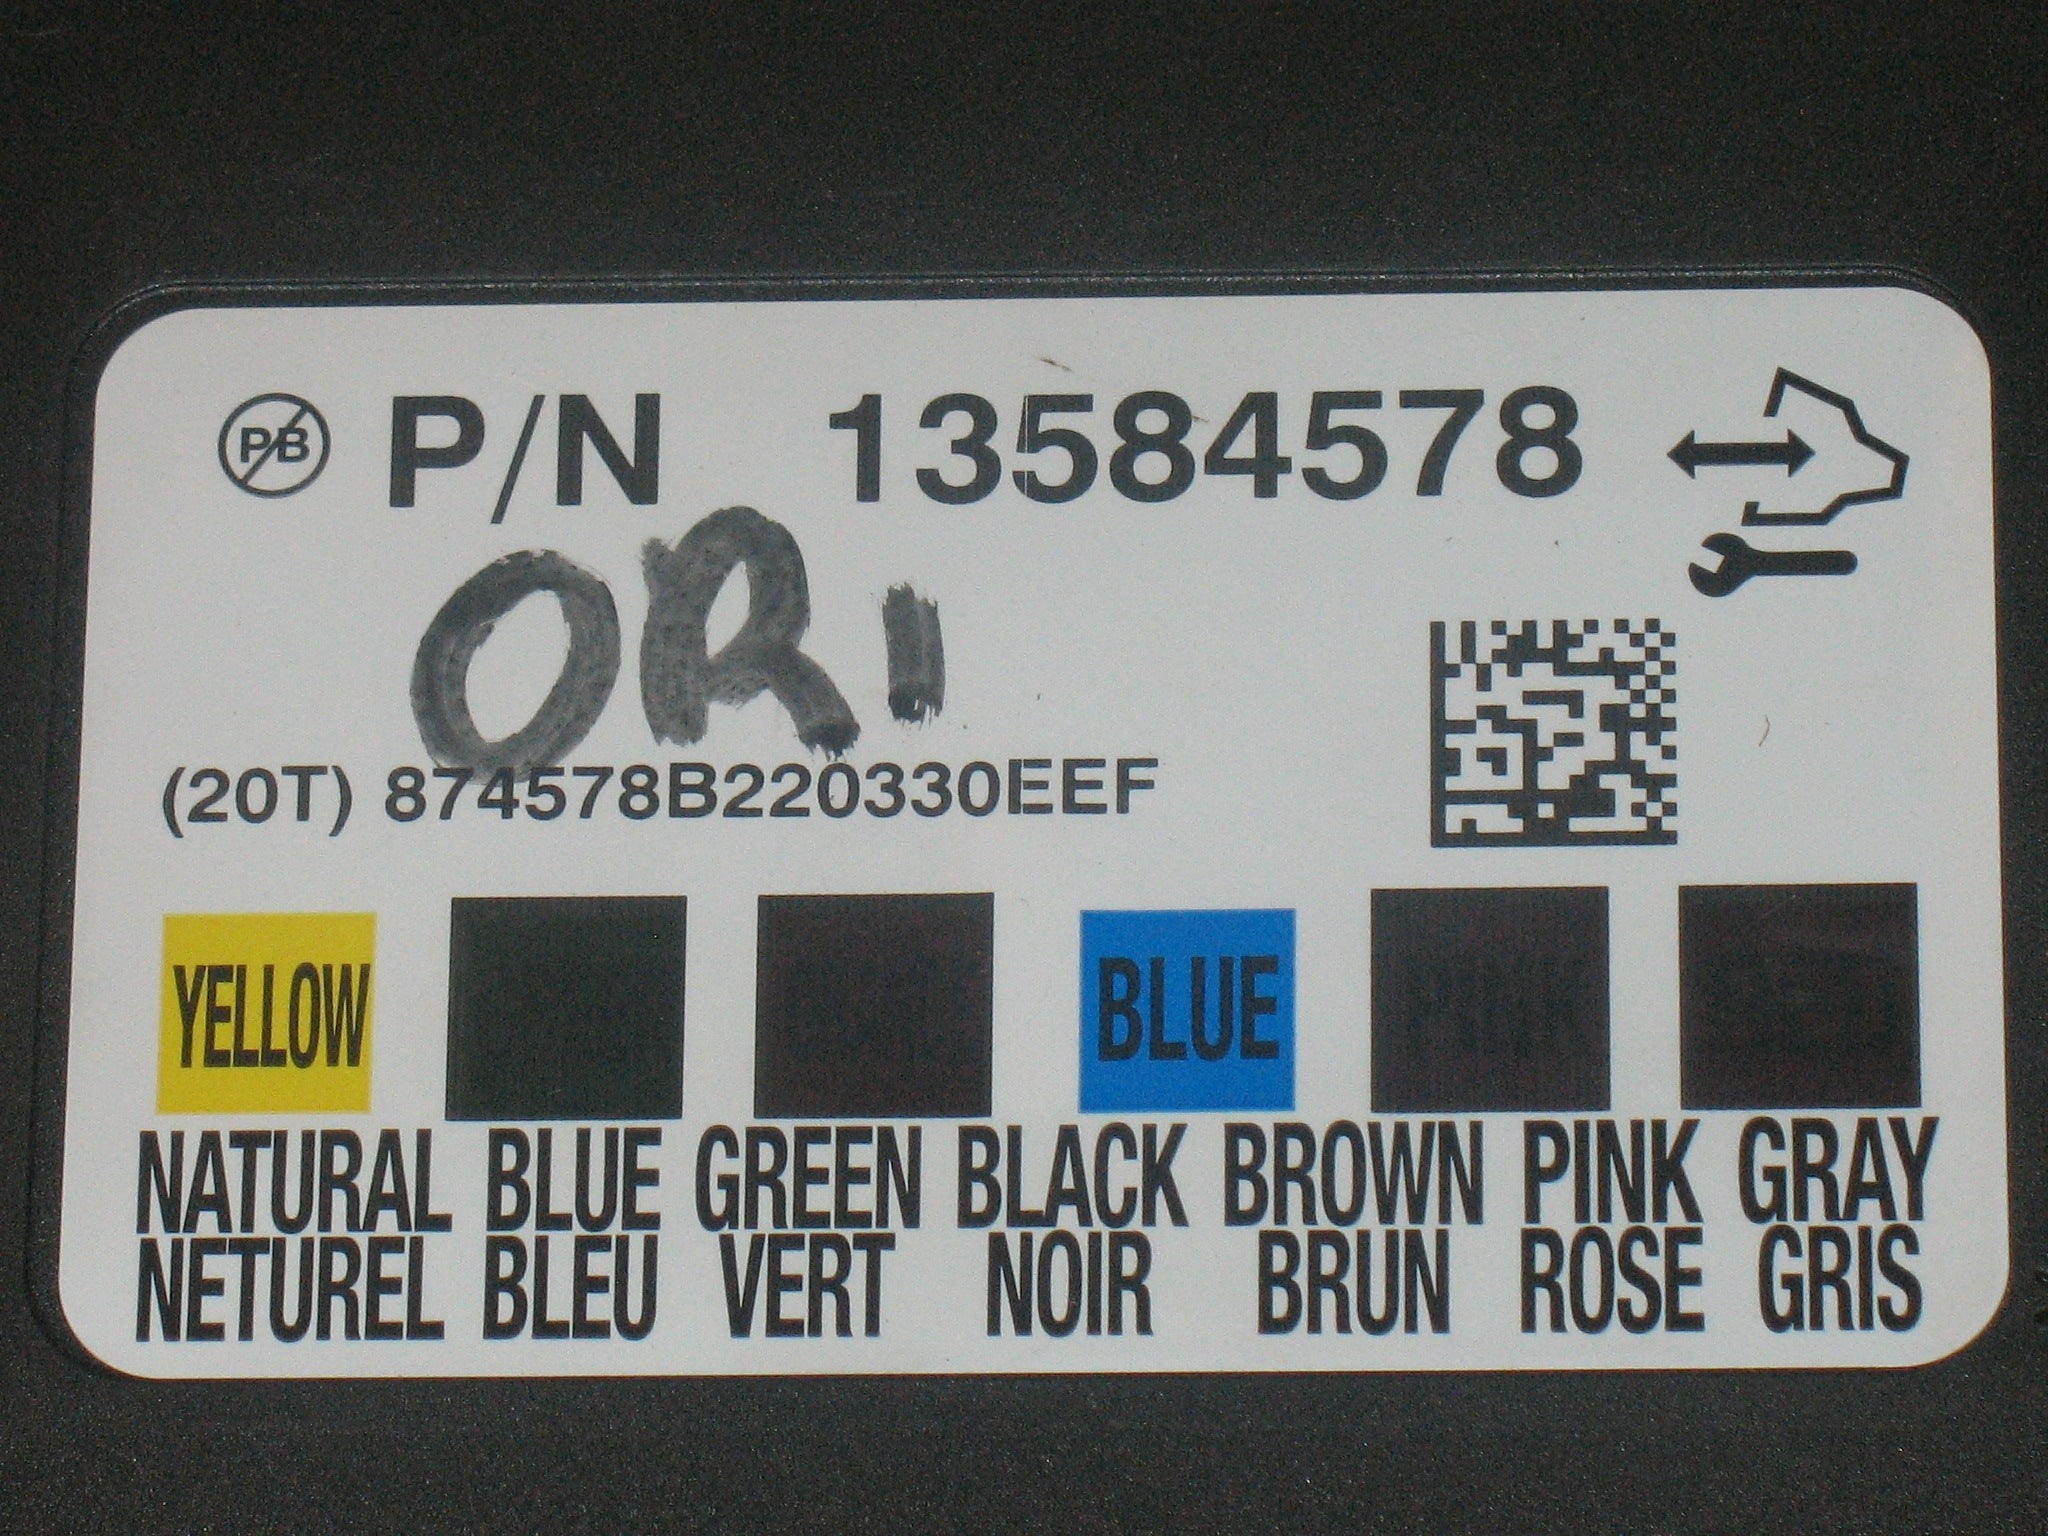 PB P/N 13584578
ORI
(20T) 874578B220330EEF
YELLOW BLUE
NATURAL BLUE GREEN BLACK BROWN PINK GRAY
NETUREL BLEU VERT NOIR BRUN ROSE GRIS